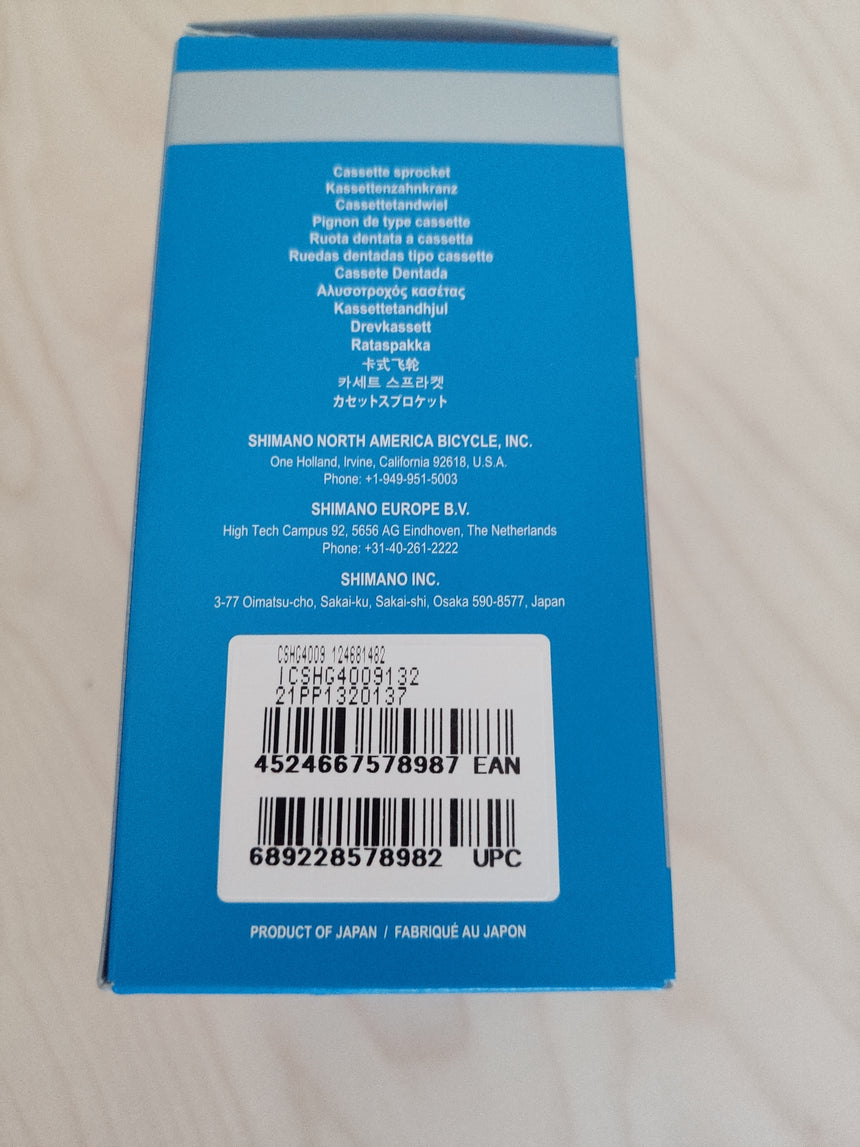 Cassette sprocket
Kassettenzahnkranz
Cassettetandwiel
Pignon de type cassette
Ruota dentata a cassetta
Ruedas dentadas tipo cassette
Cassete Dentada
Αλυσοτροχός κασέτας
Kassettetandhjul
Drevkassett
Rataspakka
卡式飞轮
카세트 스프라켓
カセットスプロケット
SHIMANO NORTH AMERICA BICYCLE, INC.
One Holland, Irvine, California 92618, U.S.A.
Phone: +1-949-951-5003
SHIMANO EUROPE B.V.
High Tech Campus 92, 5656 AG Eindhoven, The Netherlands
Phone: +31-40-261-2222
SHIMANO INC.
3-77 Oimatsu-cho, Sakai-ku, Sakai-shi, Osaka 590-8577, Japan
CSHG4009 124681482
ICSHG4009132
21PP1320137
4524667578987 EAN
689228578982 UPC
PRODUCT OF JAPAN / FABRIQUÉ AU JAPON